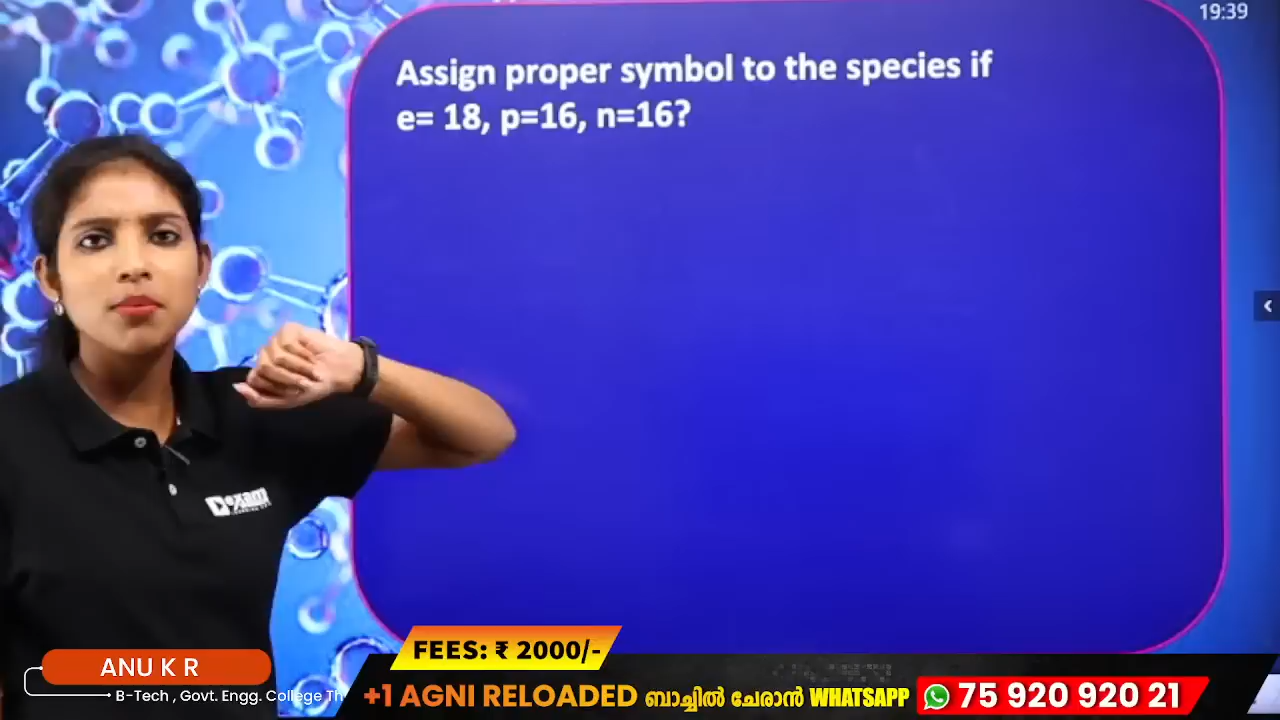 19:39
Assign proper symbol to the species if
e= 18, p=16, n=16?
Dexam
FEES: ₹ 2000/-
ANU K R
B-Tech , Govt. Engg. College Th
+1 AGNI RELOADED ബാച്ചിൽ ചേരാൻ WHATSAPP 75 920 920 21